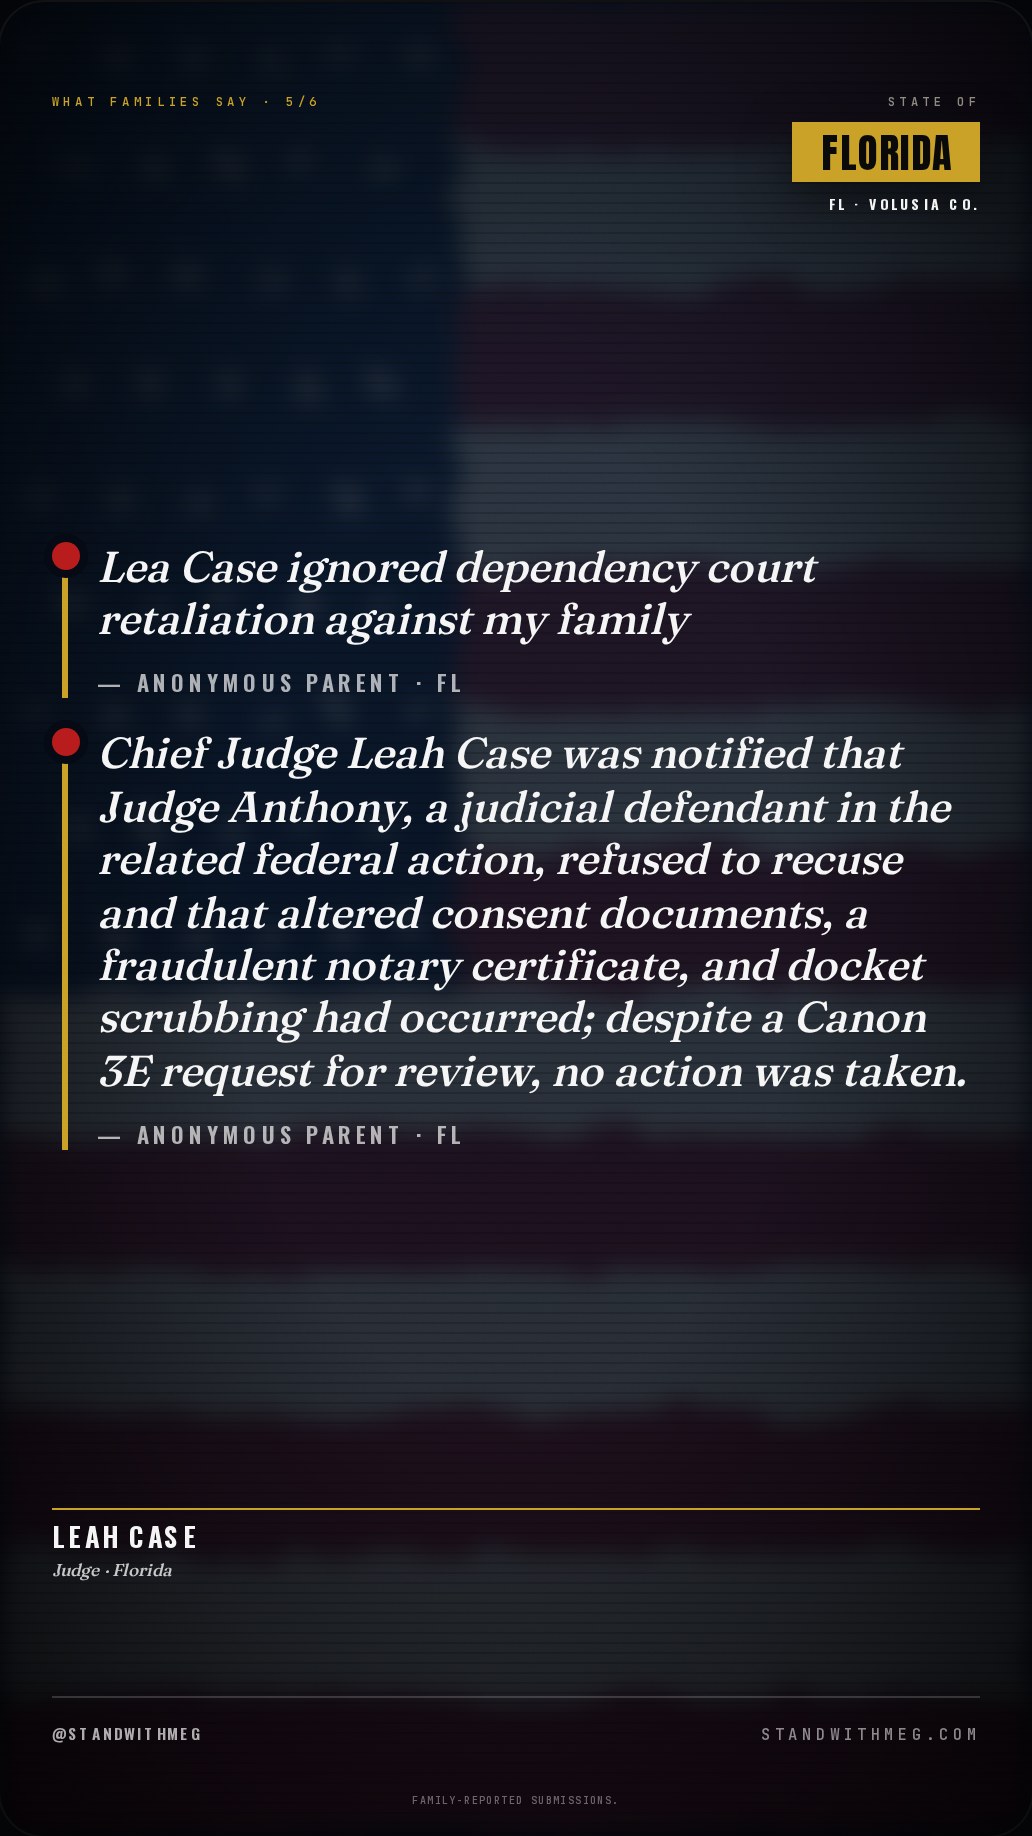 WHAT FAMILIES SAY · 5/6
STATE OF
FLORIDA
FL · VOLUSIA CO.
Lea Case ignored dependency court
retaliation against my family
— ANONYMOUS PARENT · FL
Chief Judge Leah Case was notified that
Judge Anthony, a judicial defendant in the
related federal action, refused to recuse
and that altered consent documents, a
fraudulent notary certificate, and docket
scrubbing had occurred; despite a Canon
3E request for review, no action was taken.
— ANONYMOUS PARENT · FL
LEAH CASE
Judge · Florida
@STANDWITHMEG
STANDWITHMEG.COM
FAMILY-REPORTED SUBMISSIONS.